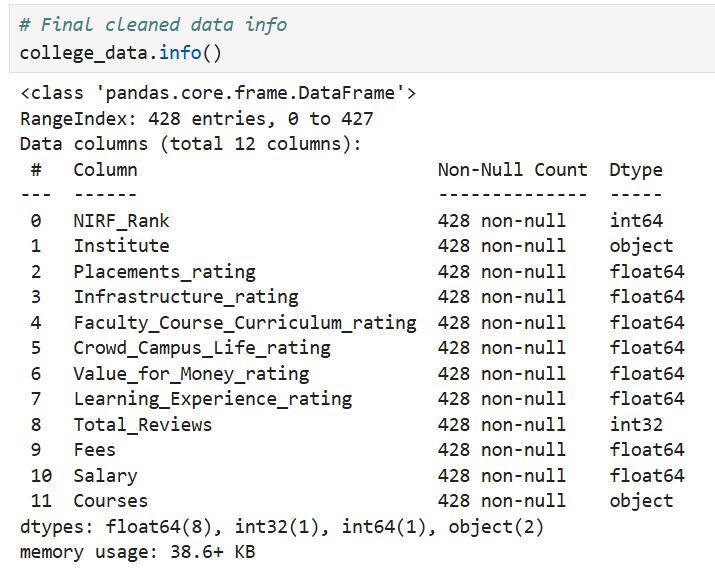 # Final cleaned data info
college_data.info()
<class 'pandas.core.frame.DataFrame'>
RangeIndex: 428 entries, 0 to 427
Data columns (total 12 columns):
 #   Column                           Non-Null Count  Dtype
---  ------                           --------------  -----
 0   NIRF_Rank                        428 non-null    int64
 1   Institute                        428 non-null    object
 2   Placements_rating                428 non-null    float64
 3   Infrastructure_rating            428 non-null    float64
 4   Faculty_Course_Curriculum_rating 428 non-null    float64
 5   Crowd_Campus_Life_rating         428 non-null    float64
 6   Value_for_Money_rating           428 non-null    float64
 7   Learning_Experience_rating       428 non-null    float64
 8   Total_Reviews                    428 non-null    int32
 9   Fees                             428 non-null    float64
 10  Salary                           428 non-null    float64
 11  Courses                          428 non-null    object
dtypes: float64(8), int32(1), int64(1), object(2)
memory usage: 38.6+ KB